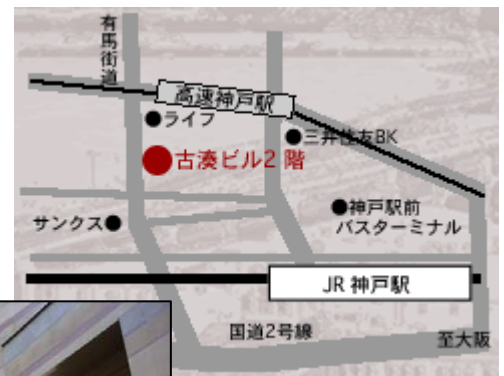 有馬街道
高速神戸駅
ライフ
三井住友BK
古湊ビル2 階
神戸駅前
バスターミナル
サンクス
JR 神戸駅
国道2号線
至大阪